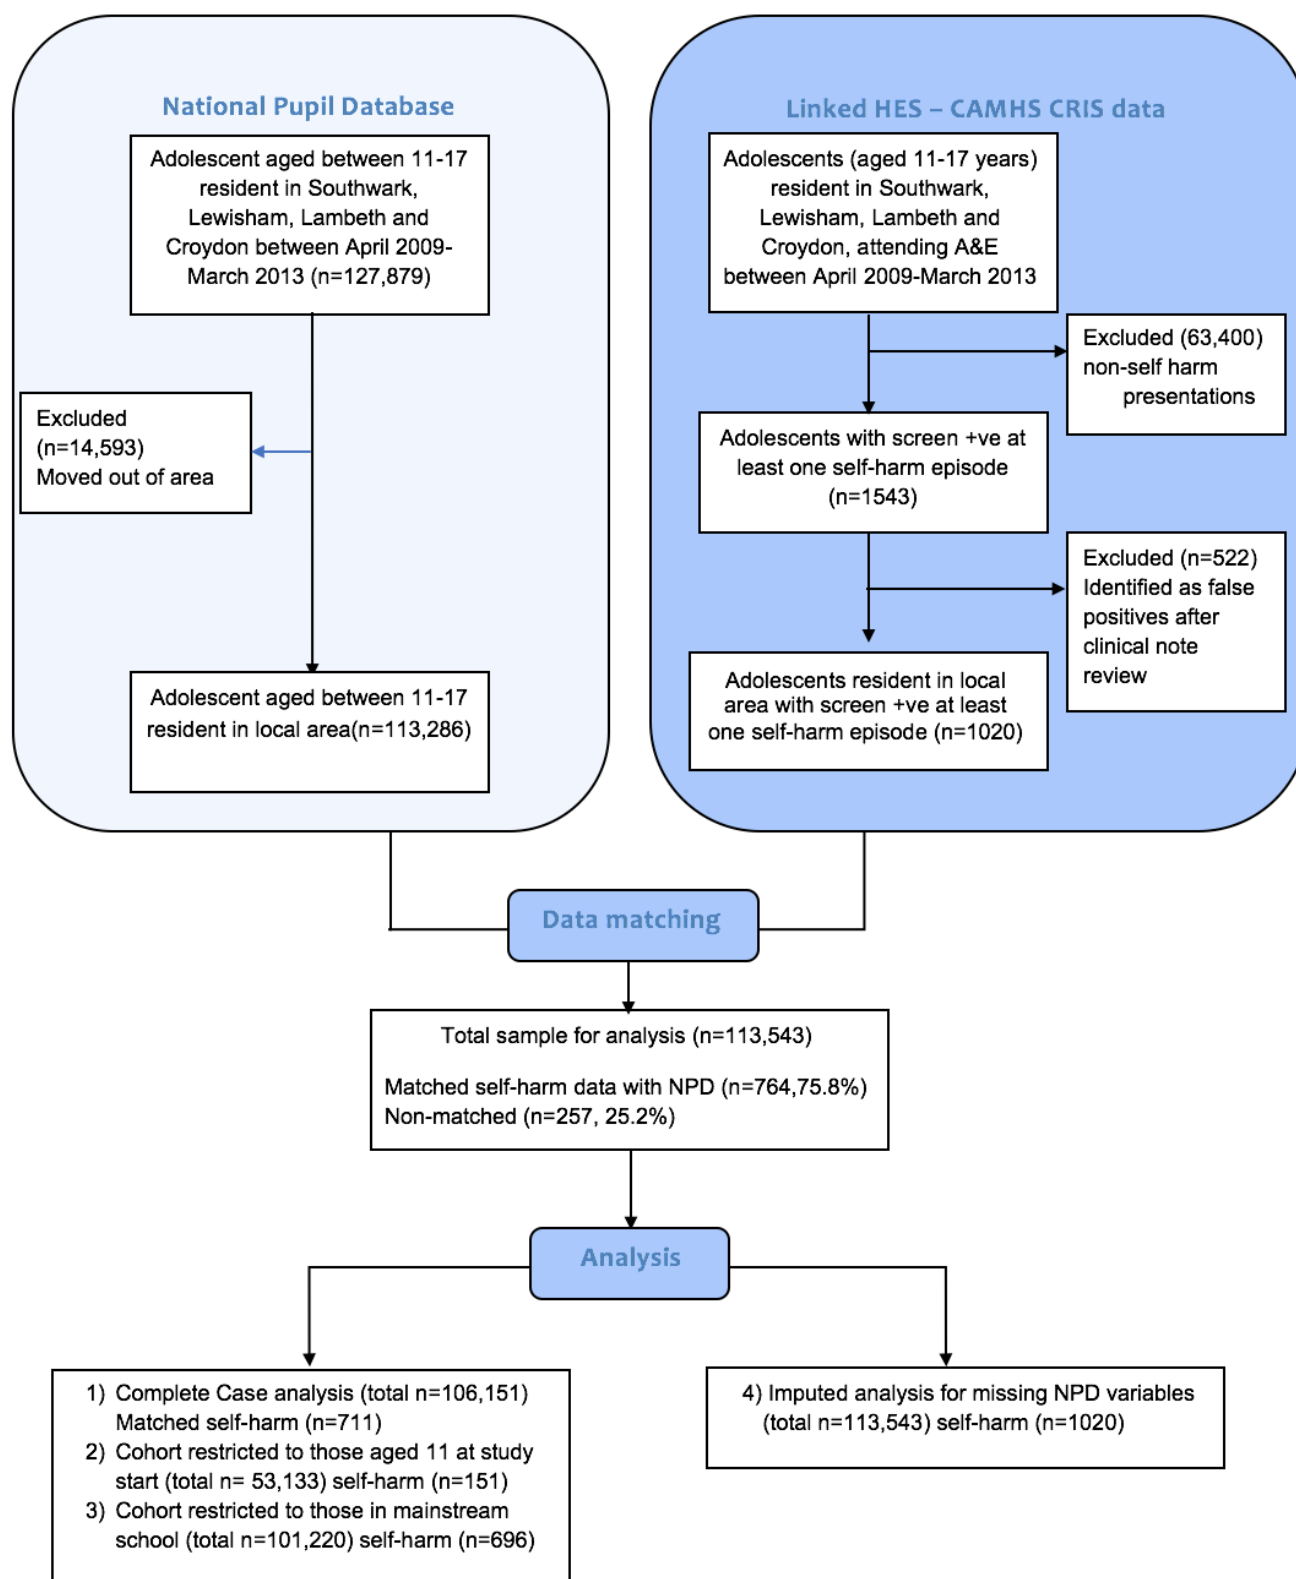 National Pupil Database
Adolescent aged between 11-17
resident in Southwark,
Lewisham, Lambeth and
Croydon between April 2009-
March 2013 (n=127,879)
Excluded
(n=14,593)
Moved out of area
Adolescent aged between 11-17
resident in local area(n=113,286)
Linked HES – CAMHS CRIS data
Adolescents (aged 11-17 years)
resident in Southwark,
Lewisham, Lambeth and
Croydon, attending A&E
between April 2009-March 2013
Excluded (63,400)
non-self harm
presentations
Adolescents with screen +ve at
least one self-harm episode
(n=1543)
Excluded (n=522)
Identified as false
positives after
clinical note
review
Adolescents resident in local
area with screen +ve at least
one self-harm episode (n=1020)
Data matching
Total sample for analysis (n=113,543)
Matched self-harm data with NPD (n=764,75.8%)
Non-matched (n=257, 25.2%)
Analysis
1) Complete Case analysis (total n=106,151)
Matched self-harm (n=711)
2) Cohort restricted to those aged 11 at study
start (total n= 53,133) self-harm (n=151)
3) Cohort restricted to those in mainstream
school (total n=101,220) self-harm (n=696)
4) Imputed analysis for missing NPD variables
(total n=113,543) self-harm (n=1020)